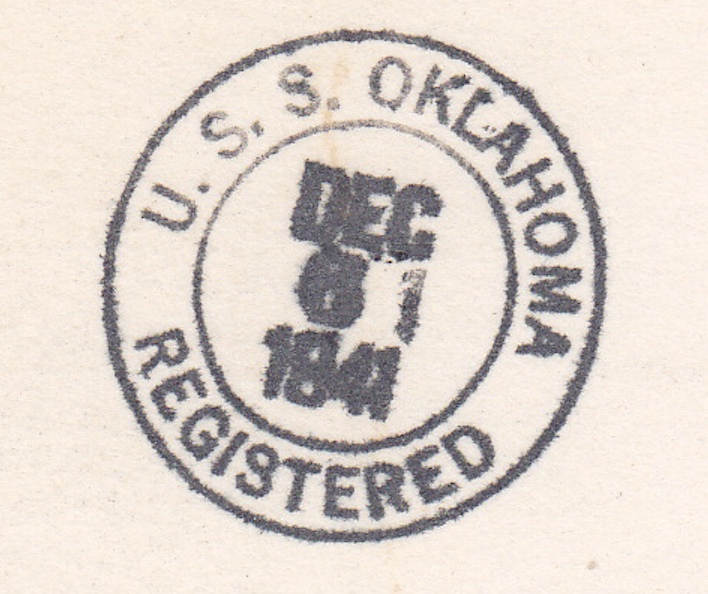 U. S. S. OKLAHOMA
DEC
6
1941
REGISTERED